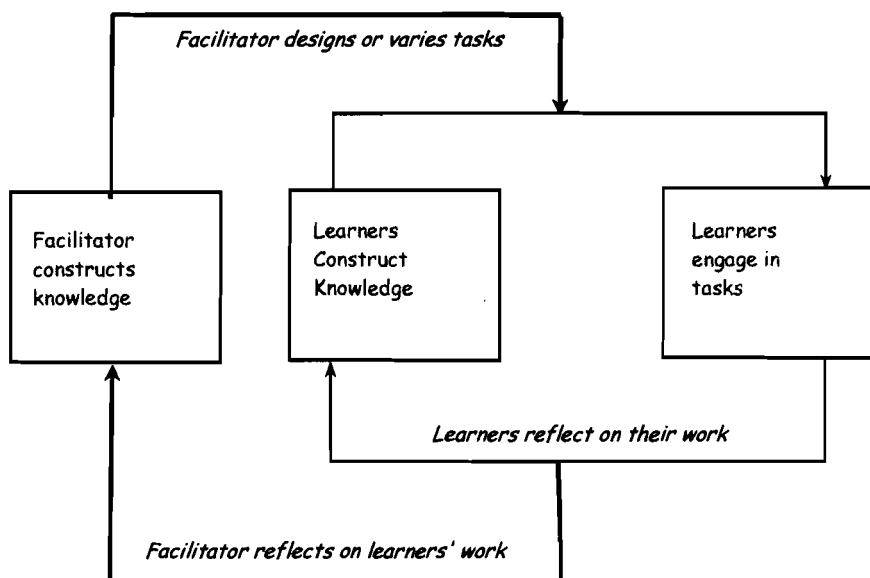 Facilitator designs or varies tasks
Facilitator
constructs
knowledge
Learners
Construct
Knowledge
Learners
engage in
tasks
Learners reflect on their work
Facilitator reflects on learners' work